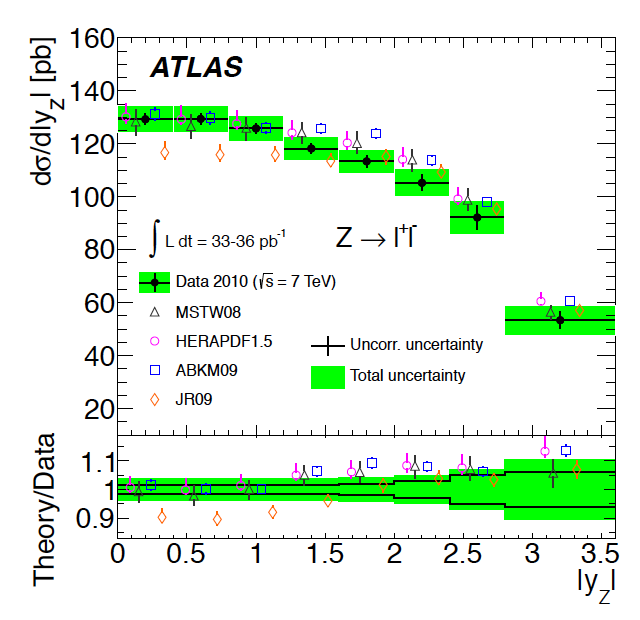 dσ/d|y_Z| [pb]
160
140
120
100
80
60
40
20
ATLAS
∫ L dt = 33-36 pb⁻¹
Z → l⁺l⁻
Data 2010 (√s = 7 TeV)
MSTW08
HERAPDF1.5
ABKM09
JR09
Uncorr. uncertainty
Total uncertainty
Theory/Data
1.1
1
0.9
0 0.5 1 1.5 2 2.5 3 3.5
|y_Z|